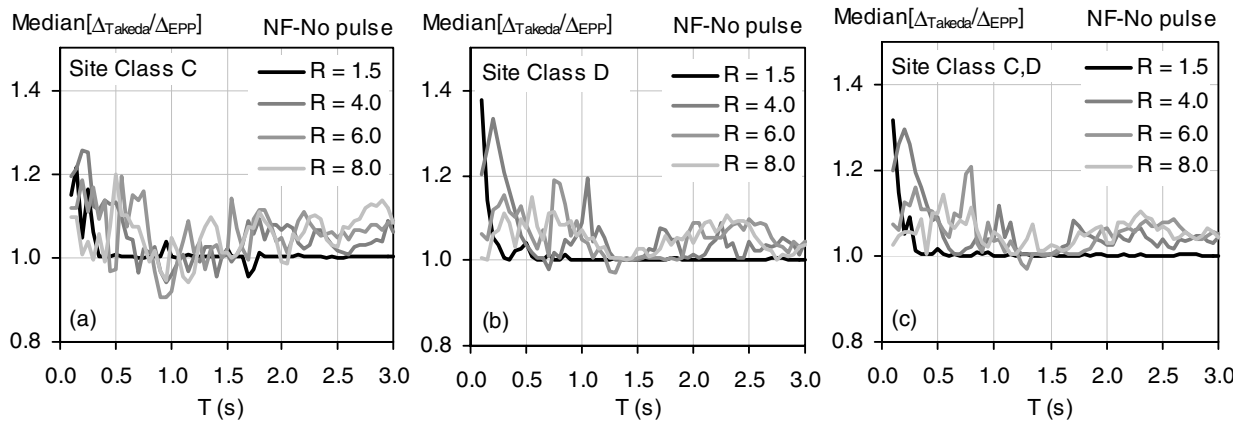 Median[ΔTakeda/ΔEPP] NF-No pulse
Site Class C
R = 1.5
R = 4.0
R = 6.0
R = 8.0
1.4
1.2
1.0
0.8
(a)
0.0 0.5 1.0 1.5 2.0 2.5 3.0
T (s)
Median[ΔTakeda/ΔEPP] NF-No pulse
Site Class D
R = 1.5
R = 4.0
R = 6.0
R = 8.0
1.4
1.2
1.0
0.8
(b)
0.0 0.5 1.0 1.5 2.0 2.5 3.0
T (s)
Median[ΔTakeda/ΔEPP] NF-No pulse
Site Class C,D
R = 1.5
R = 4.0
R = 6.0
R = 8.0
1.4
1.2
1.0
0.8
(c)
0.0 0.5 1.0 1.5 2.0 2.5 3.0
T (s)